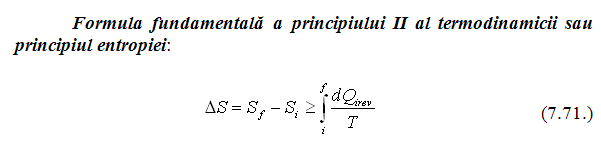 Formula fundamentală a principiului II al termodinamicii sau
principiul entropiei:
ΔS = S_f − S_i ≥ ∫_i^f dQ_irev / T (7.71.)